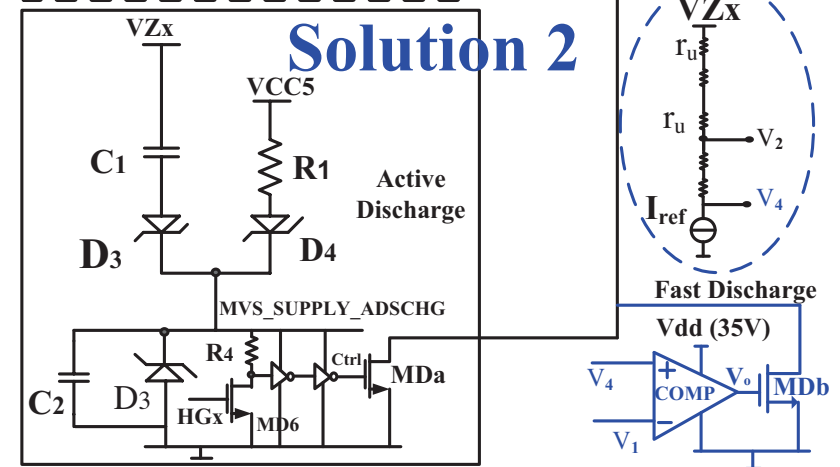 Solution 2
VZx
VCC5
C1
R1
Active
Discharge
D3
D4
MVS_SUPPLY_ADSCHG
R4
Ctrl
MDa
C2
D3
HGx
MD6
VZx
ru
ru
V2
V4
Iref
Fast Discharge
Vdd (35V)
V4
+
COMP
Vo
MDb
−
V1